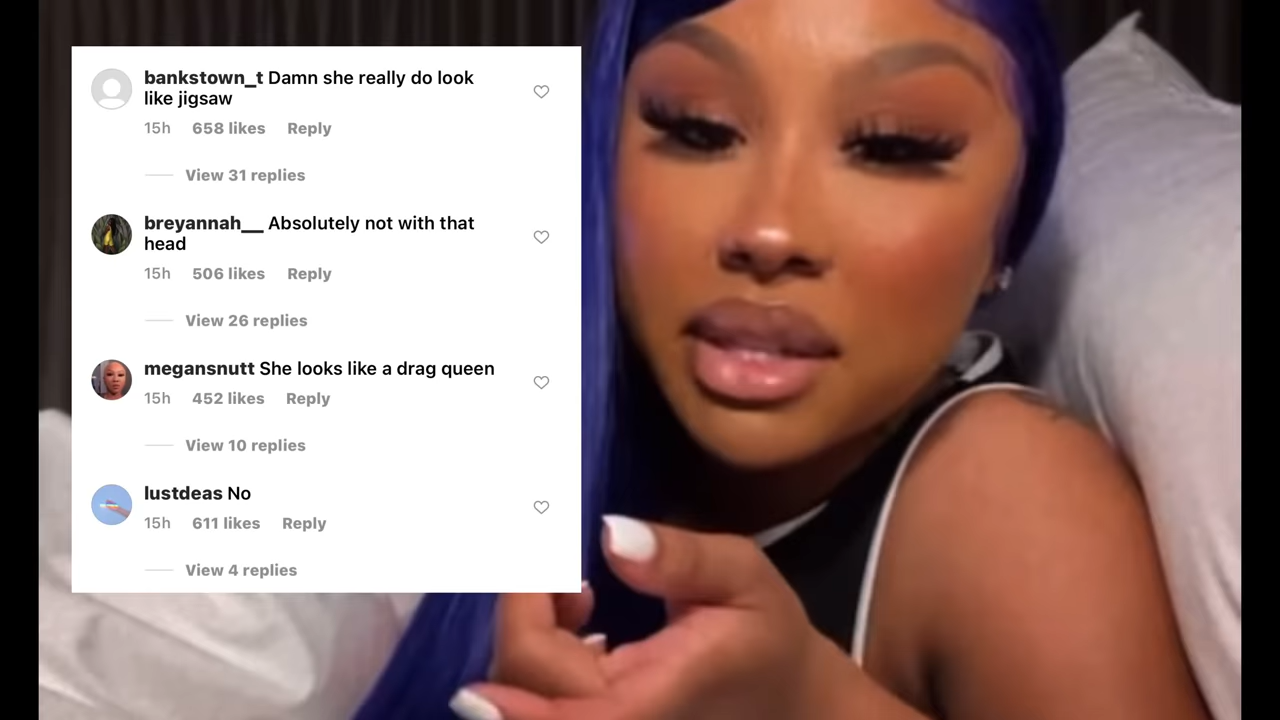 bankstown_t Damn she really do look
like jigsaw
15h 658 likes Reply
View 31 replies
breyannah__ Absolutely not with that
head
15h 506 likes Reply
View 26 replies
megansnutt She looks like a drag queen
15h 452 likes Reply
View 10 replies
lustdeas No
15h 611 likes Reply
View 4 replies